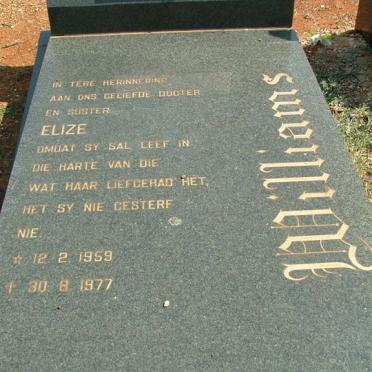 IN TERE HERINNERING
AAN ONS GELIEFDE DOGTER
EN SUSTER
ELIZE
OMDAT SY SAL LEEF IN
DIE HARTE VAN DIE
WAT HAAR LIEFGEHAD HET,
HET SY NIE GESTERF
NIE.
☆ 12. 2. 1959
† 30. 8. 1977
Williams